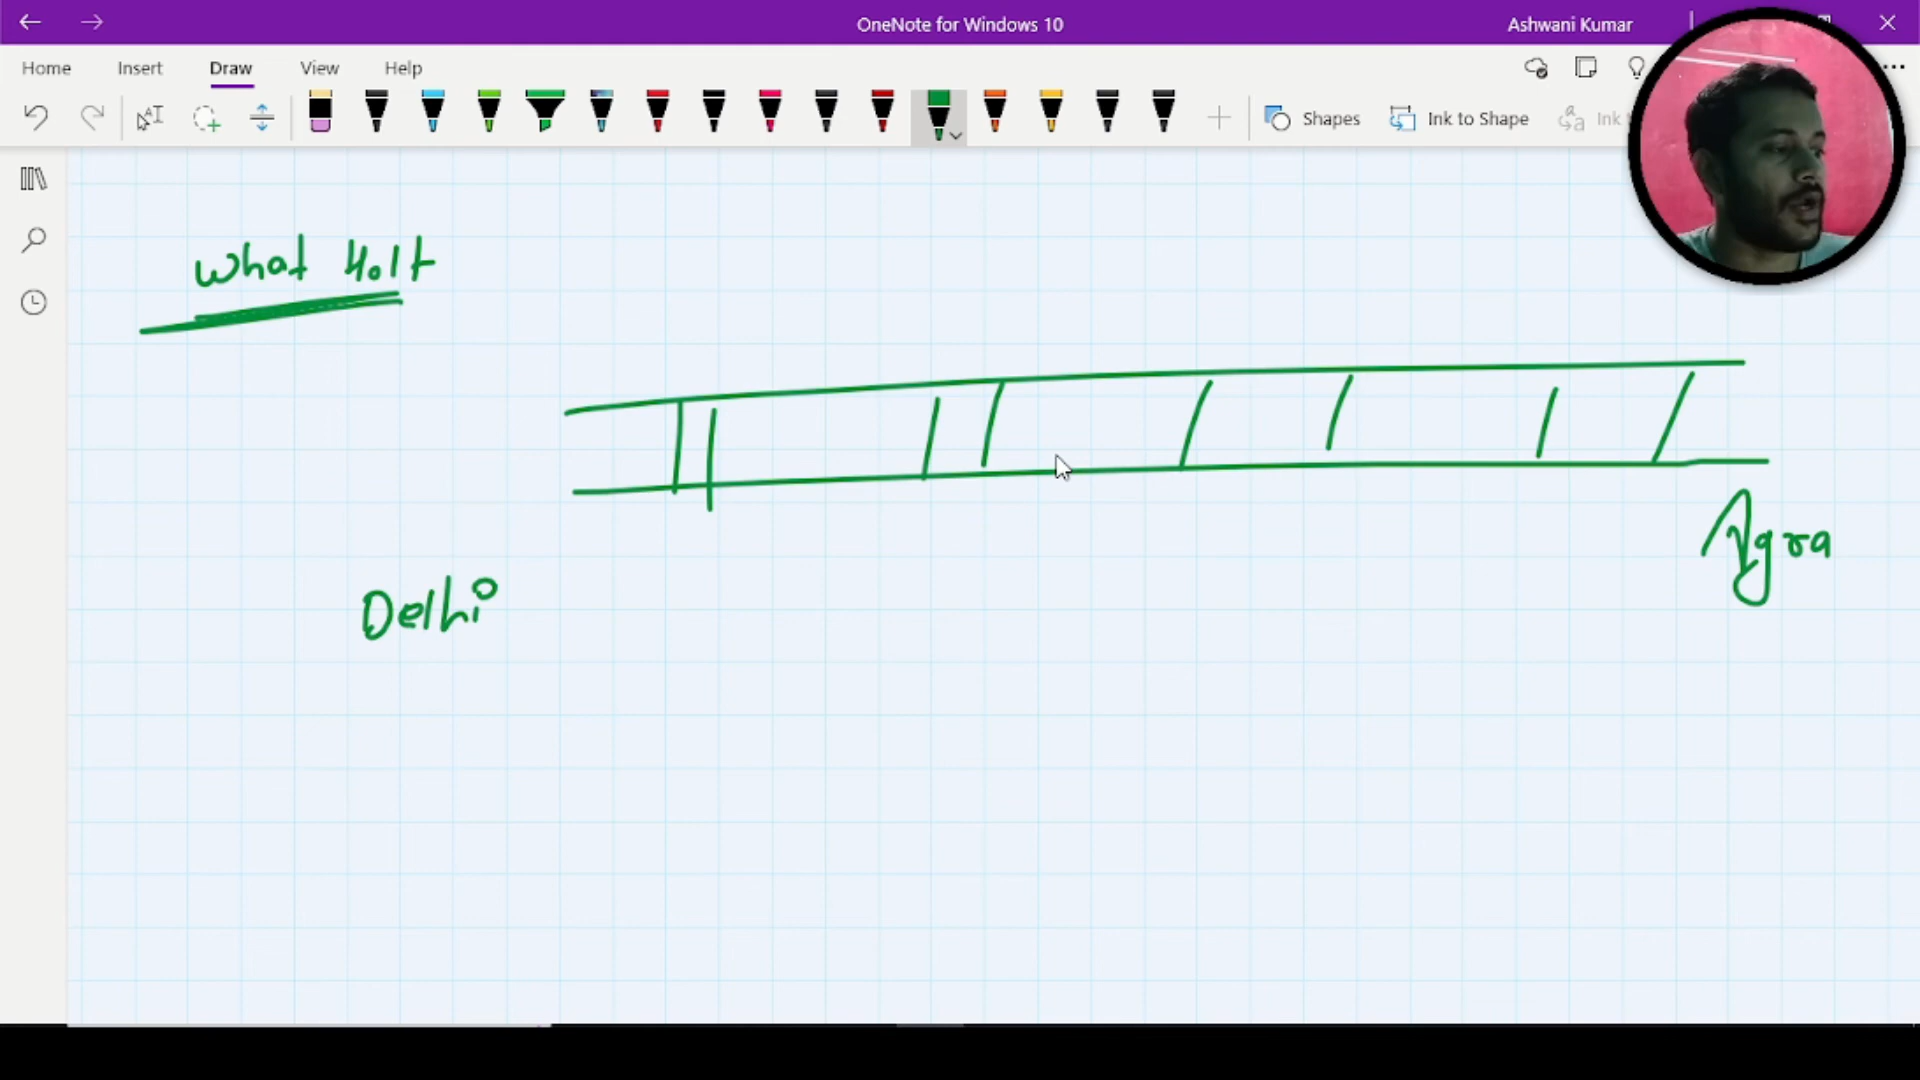 OneNote for Windows 10
Ashwani Kumar
Home Insert Draw View Help
Shapes Ink to Shape Ink
What Holt
Agra
Delhi